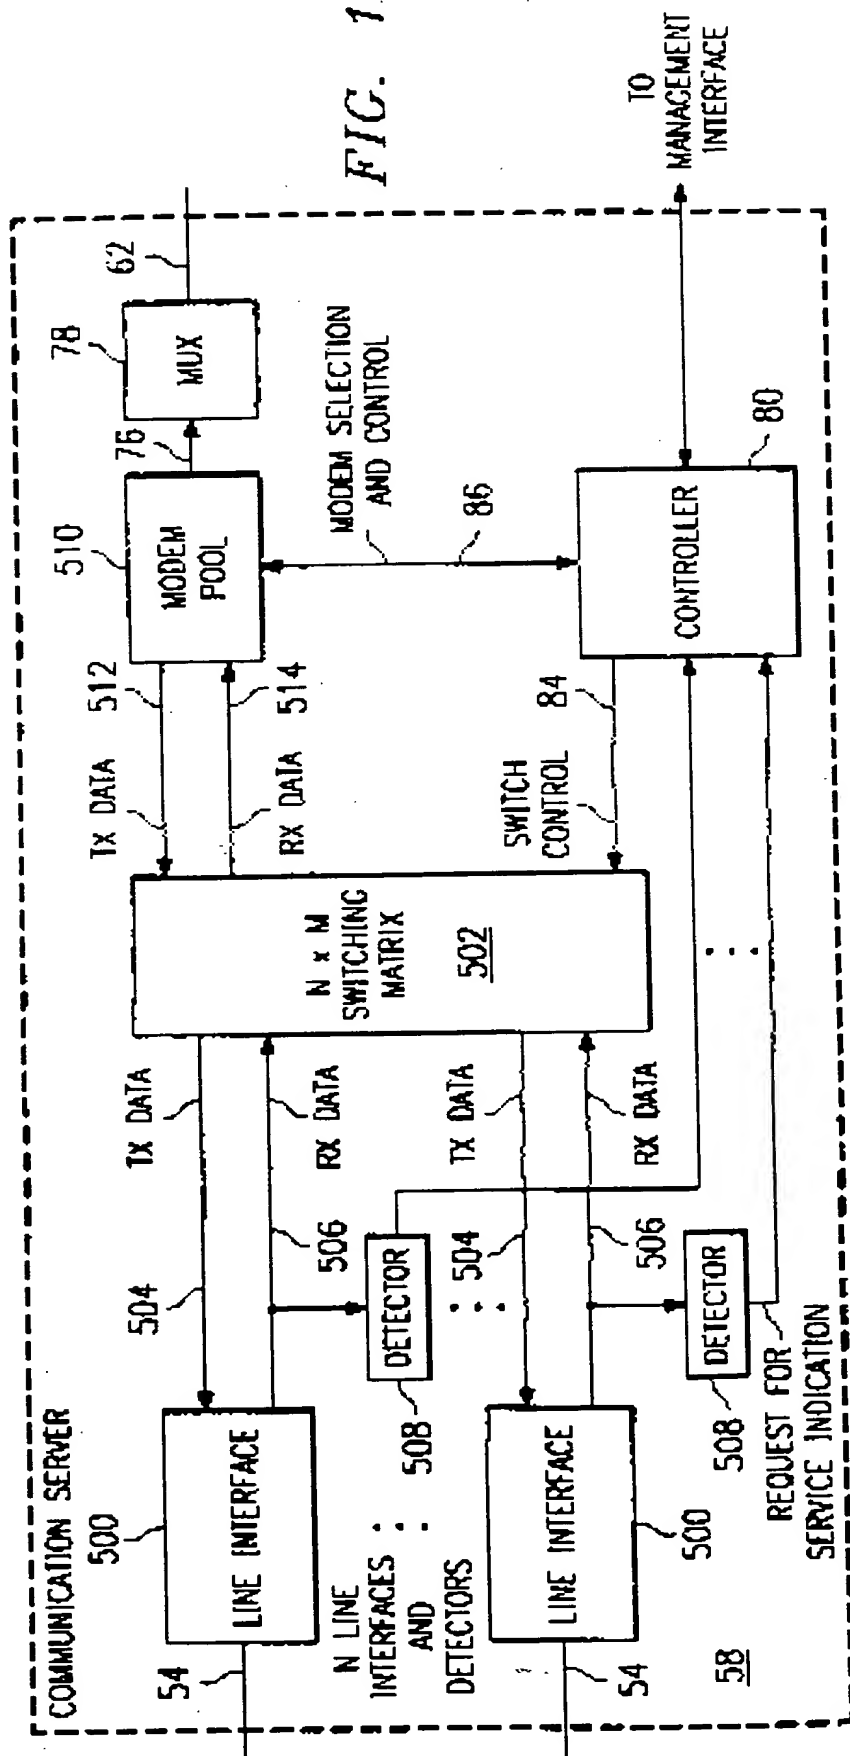 COMMUNICATION SERVER
54
500
LINE INTERFACE
504
TX DATA
506
RX DATA
DETECTOR
508
N LINE
INTERFACES
AND
DETECTORS
54
LINE INTERFACE
500
504
TX DATA
506
RX DATA
DETECTOR
508
REQUEST FOR
SERVICE INDICATION
58
N x M
SWITCHING
MATRIX
502
TX DATA
512
RX DATA
514
510
MODEM
POOL
76
78
MUX
62
MODEM SELECTION
AND CONTROL
86
SWITCH
CONTROL
84
CONTROLLER
80
TO
MANAGEMENT
INTERFACE
FIG. 1